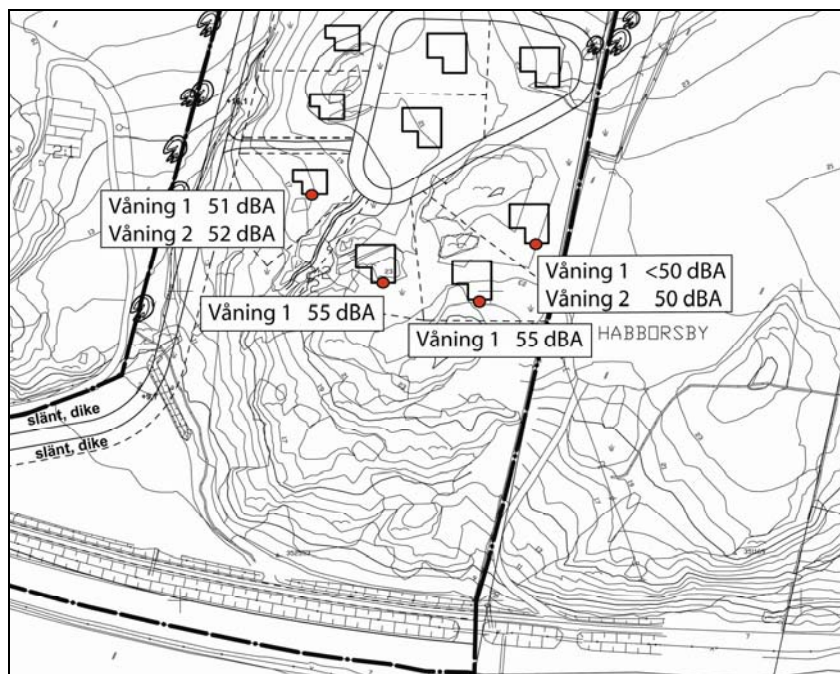 Våning 1 51 dBA
Våning 2 52 dBA
Våning 1 55 dBA
Våning 1 <50 dBA
Våning 2 50 dBA
Våning 1 55 dBA
HABBORSBY
slänt, dike
slänt, dike